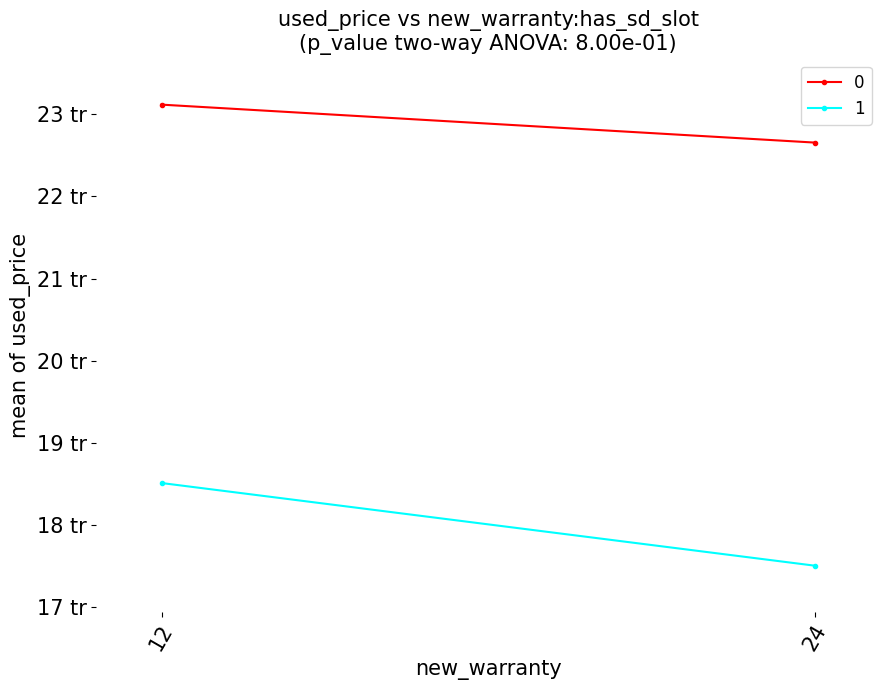 used_price vs new_warranty:has_sd_slot
(p_value two-way ANOVA: 8.00e-01)
0
1
23 tr
22 tr
21 tr
20 tr
19 tr
18 tr
17 tr
mean of used_price
12
24
new_warranty